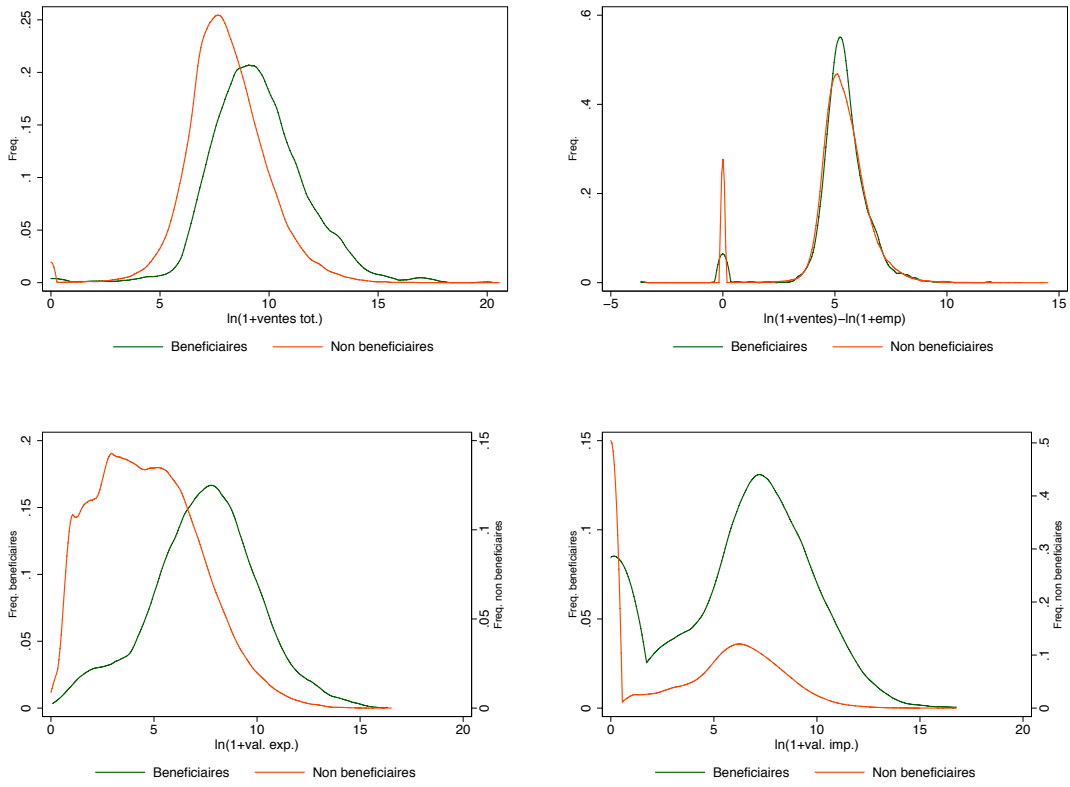 .25
.2
.15
.1
.05
0
Freq.
0 5 10 15 20
ln(1+ventes tot.)
Beneficiaires Non beneficiaires
.6
.4
.2
0
Freq.
−5 0 5 10 15
ln(1+ventes)−ln(1+emp)
Beneficiaires Non beneficiaires
.2
.15
.1
.05
0
Freq. beneficiaires
.15
.1
.05
0
Freq. non beneficiaires
0 5 10 15 20
ln(1+val. exp.)
Beneficiaires Non beneficiaires
.15
.1
.05
0
Freq. beneficiaires
.5
.4
.3
.2
.1
0
Freq. non beneficiaires
0 5 10 15 20
ln(1+val. imp.)
Beneficiaires Non beneficiaires